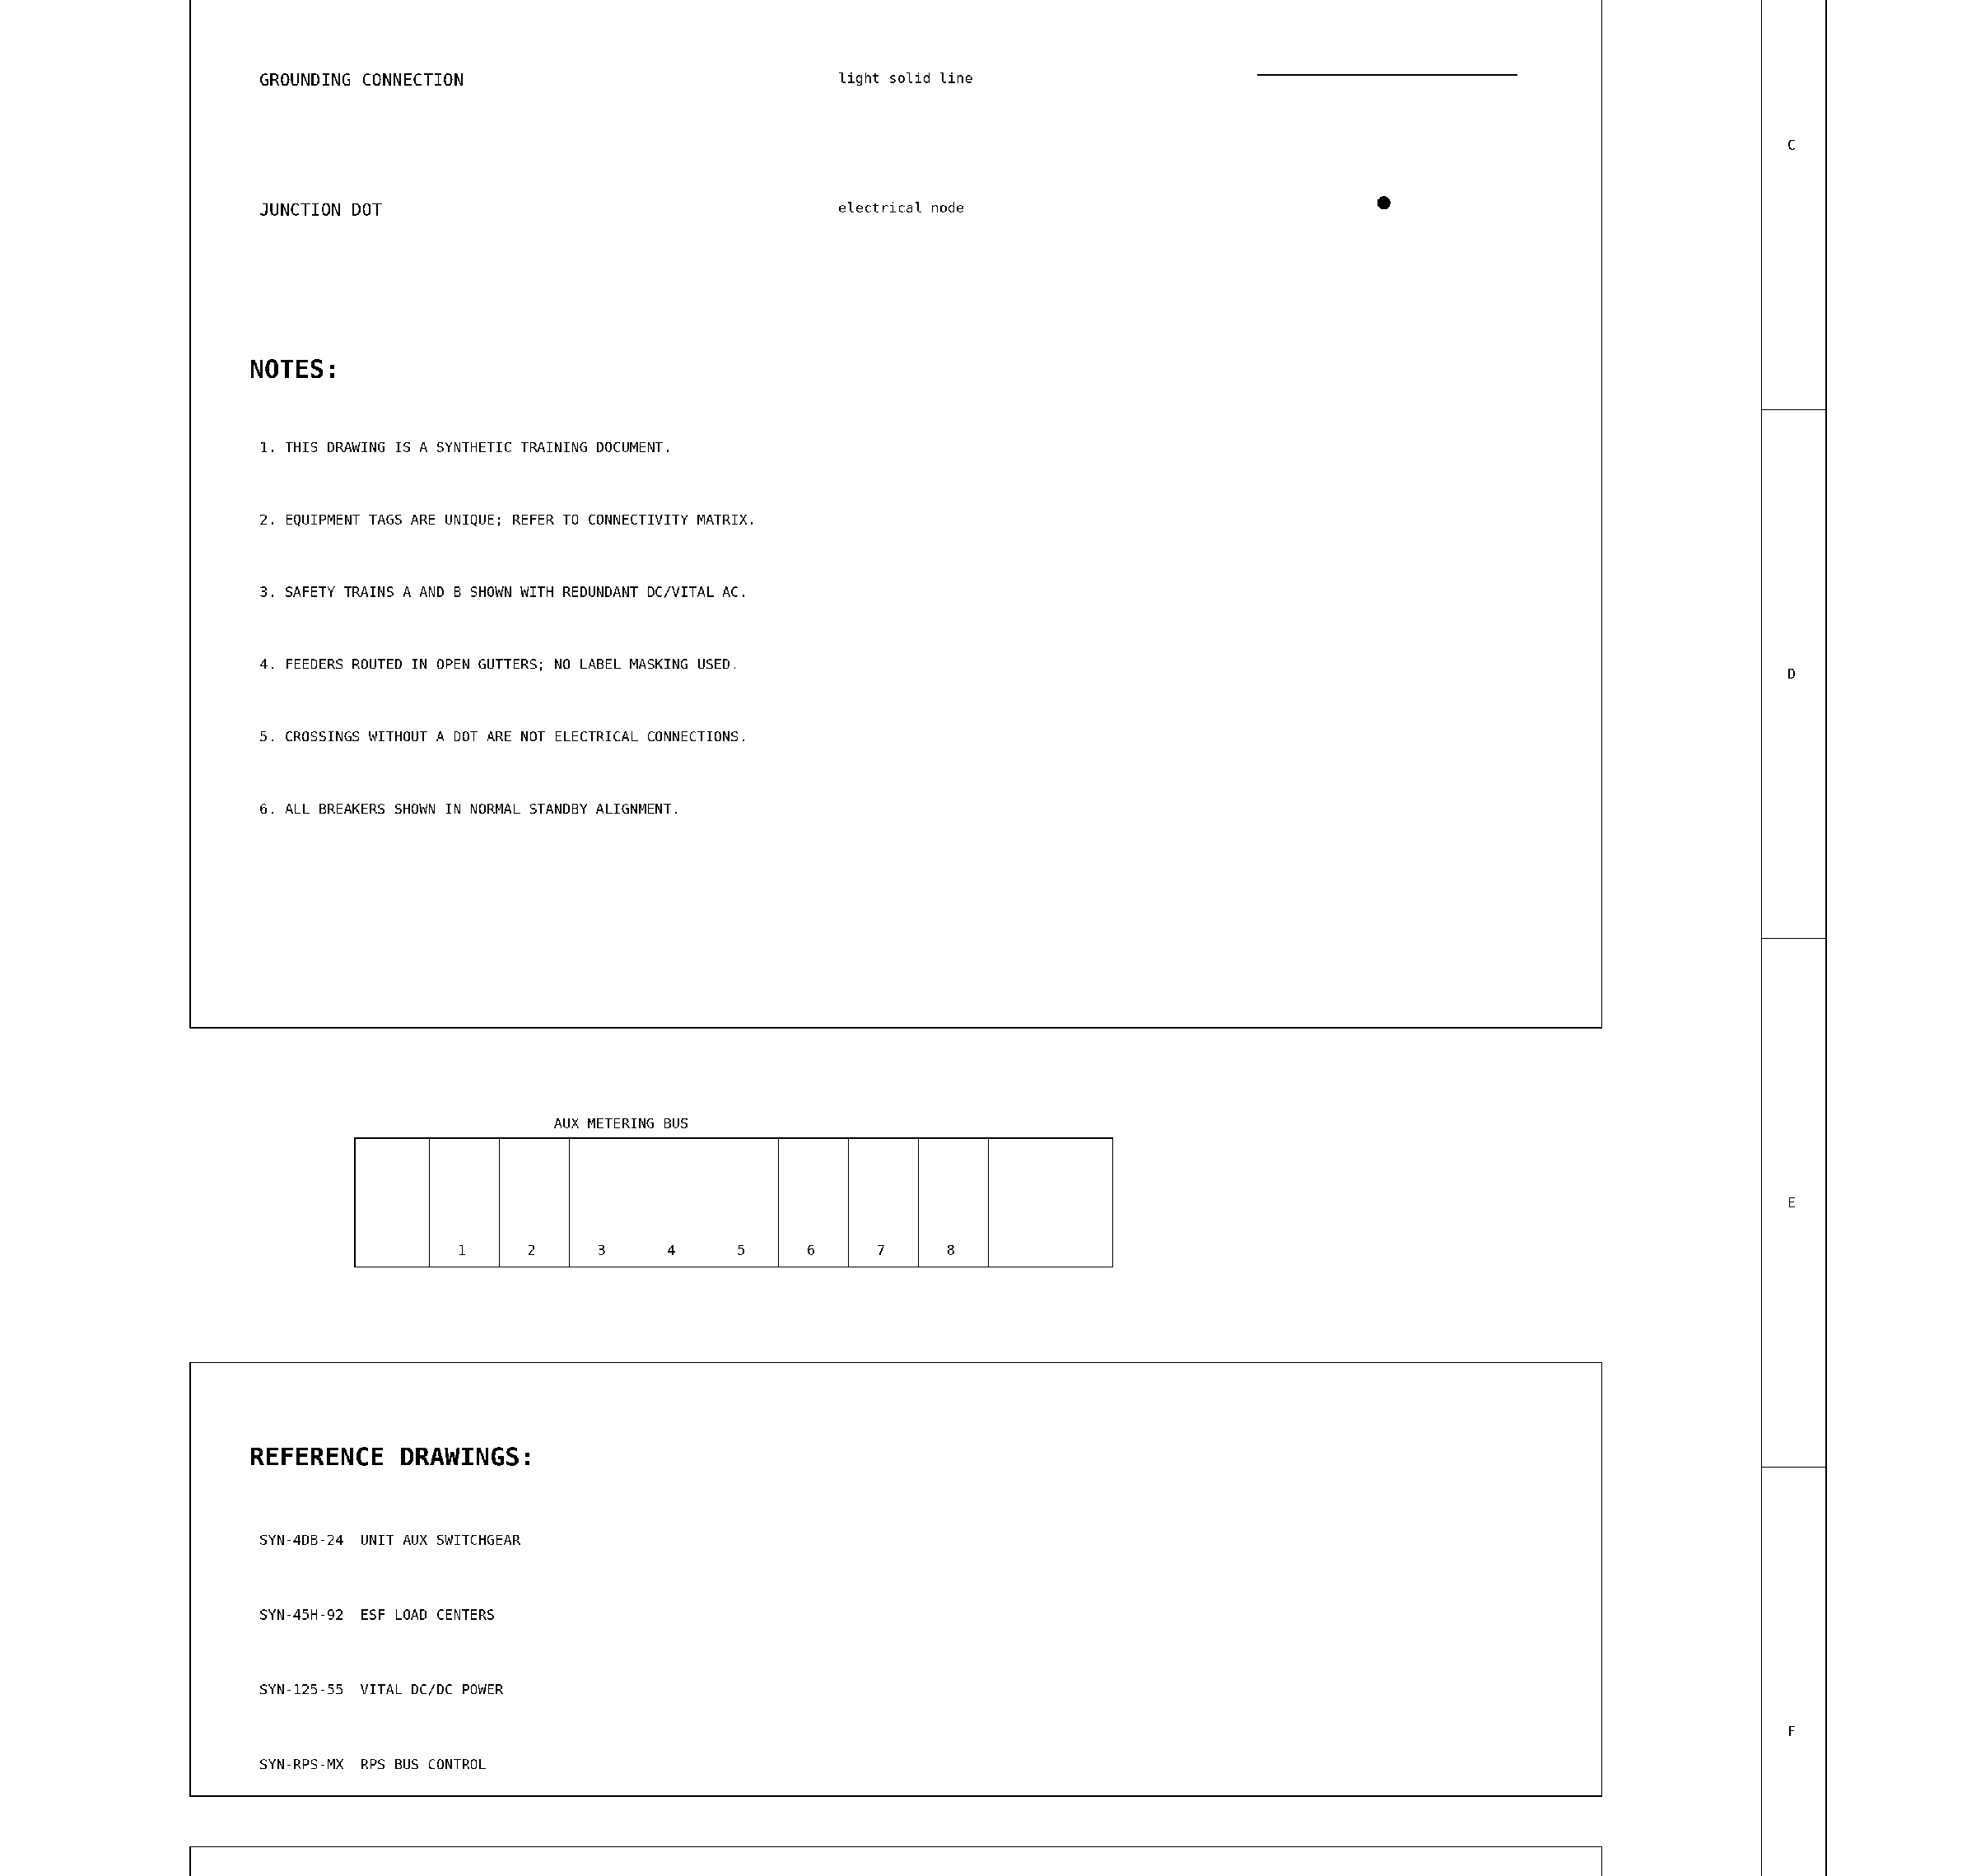 GROUNDING CONNECTION light solid line
C
JUNCTION DOT electrical node
NOTES:
1. THIS DRAWING IS A SYNTHETIC TRAINING DOCUMENT.
2. EQUIPMENT TAGS ARE UNIQUE; REFER TO CONNECTIVITY MATRIX.
3. SAFETY TRAINS A AND B SHOWN WITH REDUNDANT DC/VITAL AC.
4. FEEDERS ROUTED IN OPEN GUTTERS; NO LABEL MASKING USED.
D
5. CROSSINGS WITHOUT A DOT ARE NOT ELECTRICAL CONNECTIONS.
6. ALL BREAKERS SHOWN IN NORMAL STANDBY ALIGNMENT.
AUX METERING BUS
E
1 2 3 4 5 6 7 8
REFERENCE DRAWINGS:
SYN-4DB-24 UNIT AUX SWITCHGEAR
SYN-45H-92 ESF LOAD CENTERS
SYN-125-55 VITAL DC/DC POWER
F
SYN-RPS-MX RPS BUS CONTROL